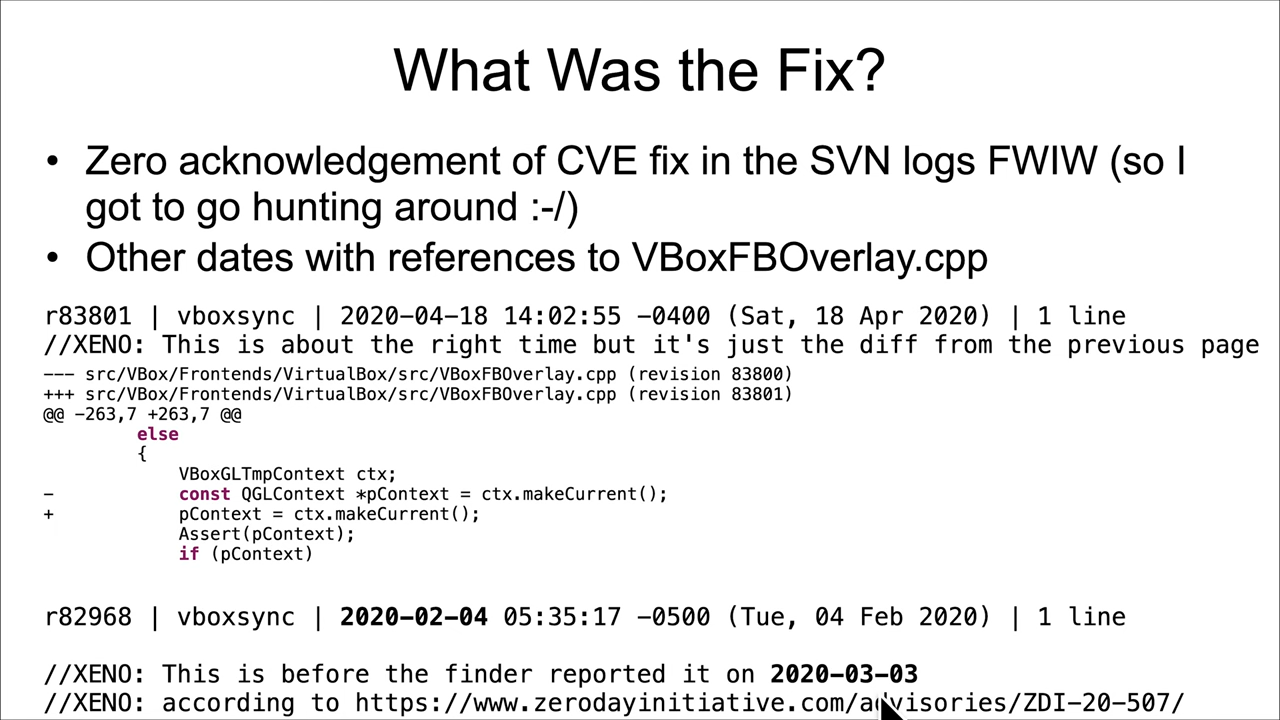 What Was the Fix?
• Zero acknowledgement of CVE fix in the SVN logs FWIW (so I
got to go hunting around :-/)
• Other dates with references to VBoxFBOverlay.cpp
r83801 | vboxsync | 2020-04-18 14:02:55 -0400 (Sat, 18 Apr 2020) | 1 line
//XENO: This is about the right time but it's just the diff from the previous page
--- src/VBox/Frontends/VirtualBox/src/VBoxFBOverlay.cpp (revision 83800)
+++ src/VBox/Frontends/VirtualBox/src/VBoxFBOverlay.cpp (revision 83801)
@@ -263,7 +263,7 @@
         else
         {
             VBoxGLTmpContext ctx;
-            const QGLContext *pContext = ctx.makeCurrent();
+            pContext = ctx.makeCurrent();
             Assert(pContext);
             if (pContext)
r82968 | vboxsync | 2020-02-04 05:35:17 -0500 (Tue, 04 Feb 2020) | 1 line
//XENO: This is before the finder reported it on 2020-03-03
//XENO: according to https://www.zerodayinitiative.com/advisories/ZDI-20-507/